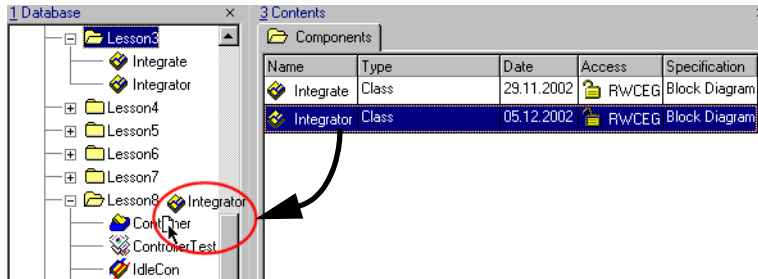 1 Database
3 Contents
Lesson3
Integrate
Integrator
Lesson4
Lesson5
Lesson6
Lesson7
Lesson8
Integrator
ControllerTest
IdleCon
Components
Name Type Date Access Specification
Integrate Class 29.11.2002 RWCEG Block Diagram
Integrator Class 05.12.2002 RWCEG Block Diagram